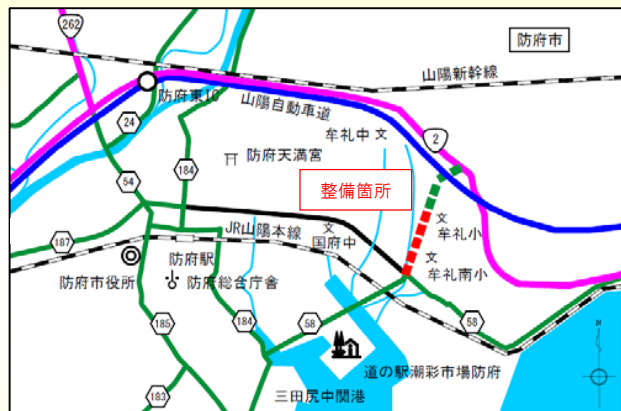 262
防府市
山陽新幹線
防府東IC
山陽自動車道
2
24
牟礼中 文
184
防府天満宮
54
整備箇所
文
牟礼小
187
JR山陽本線
文
国府中
文
牟礼南小
防府駅
防府市役所
防府総合庁舎
185
184
58
58
道の駅潮彩市場防府
183
三田尻中関港
N